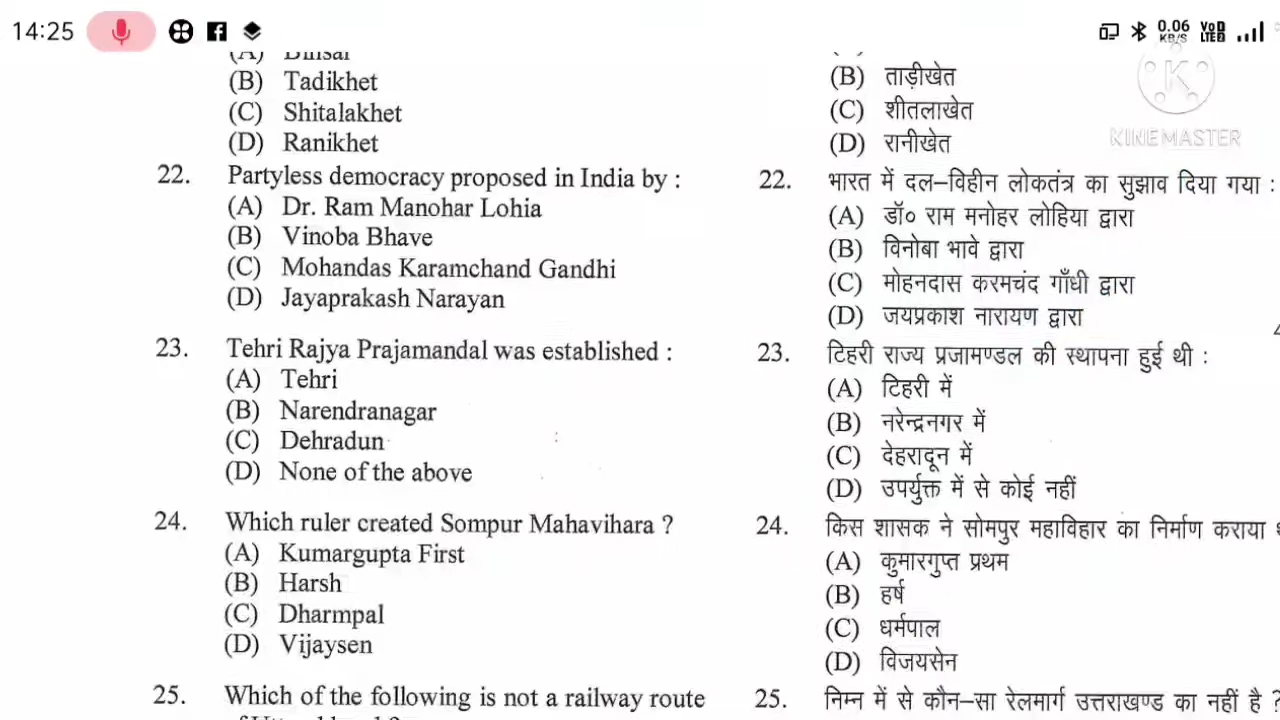 14:25
0.06 KB/S
VoD LTE2
KINEMASTER
(B) Tadikhet
(C) Shitalakhet
(D) Ranikhet
22. Partyless democracy proposed in India by :
(A) Dr. Ram Manohar Lohia
(B) Vinoba Bhave
(C) Mohandas Karamchand Gandhi
(D) Jayaprakash Narayan
23. Tehri Rajya Prajamandal was established :
(A) Tehri
(B) Narendranagar
(C) Dehradun
(D) None of the above
24. Which ruler created Sompur Mahavihara ?
(A) Kumargupta First
(B) Harsh
(C) Dharmpal
(D) Vijaysen
25. Which of the following is not a railway route
(B) ताड़ीखेत
(C) शीतलाखेत
(D) रानीखेत
22. भारत में दल–विहीन लोकतंत्र का सुझाव दिया गया :
(A) डॉ० राम मनोहर लोहिया द्वारा
(B) विनोबा भावे द्वारा
(C) मोहनदास करमचंद गाँधी द्वारा
(D) जयप्रकाश नारायण द्वारा
23. टिहरी राज्य प्रजामण्डल की स्थापना हुई थी :
(A) टिहरी में
(B) नरेन्द्रनगर में
(C) देहरादून में
(D) उपर्युक्त में से कोई नहीं
24. किस शासक ने सोमपुर महाविहार का निर्माण कराया
(A) कुमारगुप्त प्रथम
(B) हर्ष
(C) धर्मपाल
(D) विजयसेन
25. निम्न में से कौन–सा रेलमार्ग उत्तराखण्ड का नहीं है ?